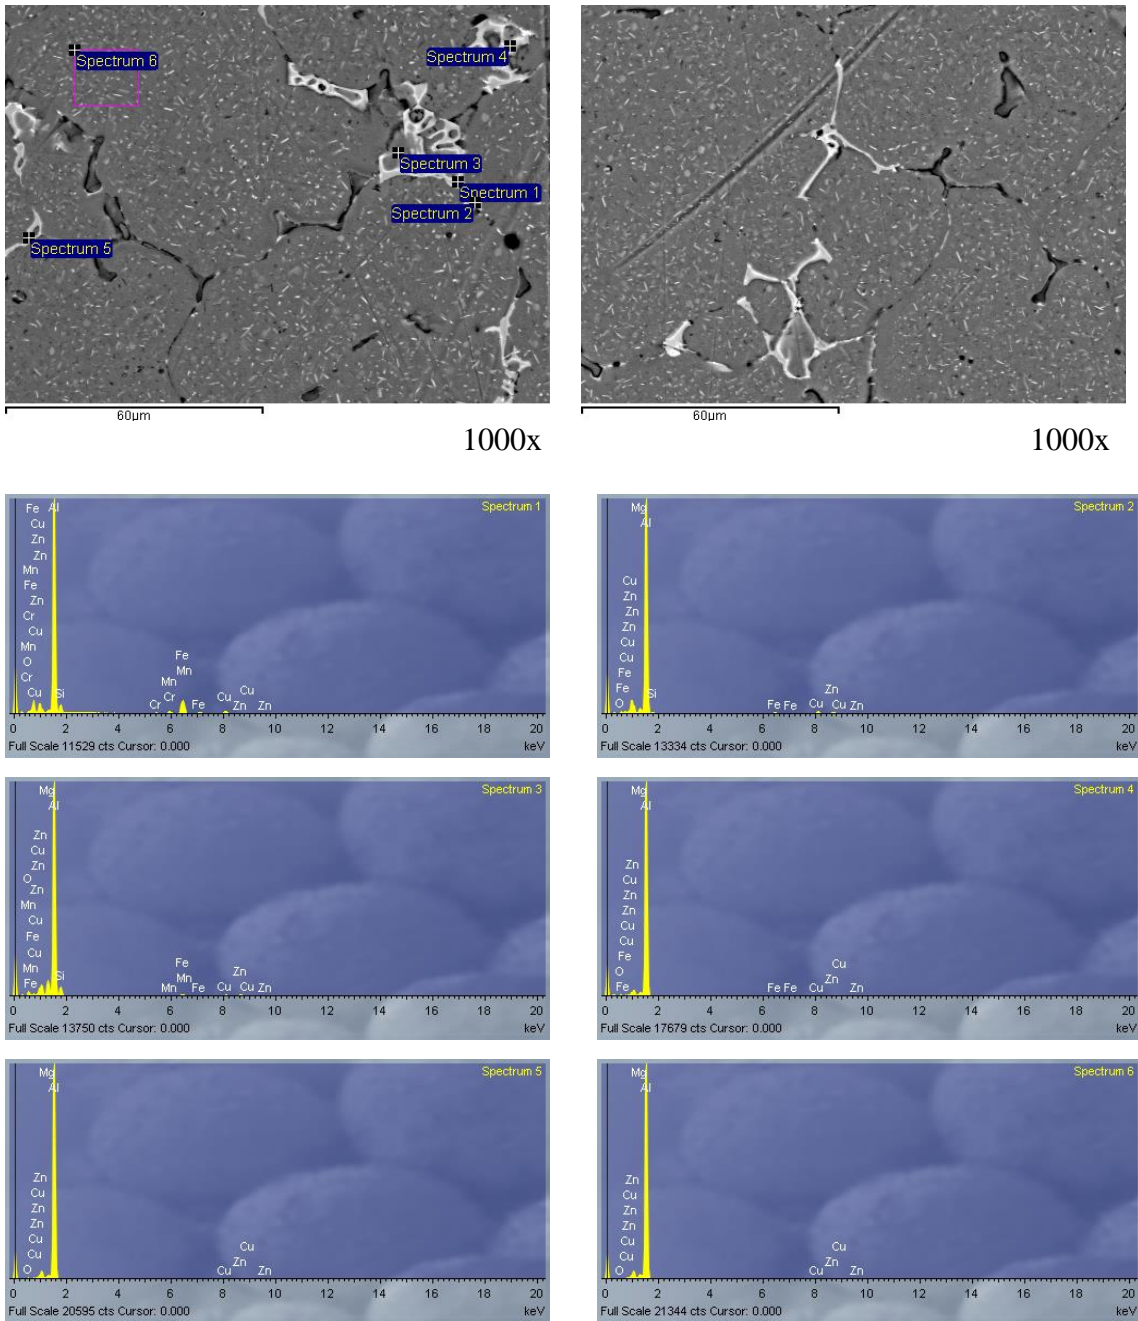 Spectrum 6
Spectrum 4
Spectrum 3
Spectrum 1
Spectrum 2
Spectrum 5
60µm
60µm
1000x
1000x
Spectrum 1
Fe Al
Cu
Zn
Zn
Mn
Fe
Zn
Cr
Cu
Mn
O
Cr
Cu Si
Fe
Mn
Mn
Cr
Cr
Fe
Cu
Cu
Zn
Zn
0 2 4 6 8 10 12 14 16 18 20
Full Scale 11529 cts Cursor: 0.000
keV
Spectrum 2
Mg
Al
Cu
Zn
Zn
Zn
Cu
Cu
Fe
Fe
Si
O
Fe Fe
Zn
Cu Cu Zn
0 2 4 6 8 10 12 14 16 18 20
Full Scale 13334 cts Cursor: 0.000
keV
Spectrum 3
Mg
Al
Zn
Cu
Zn
O
Zn
Mn
Cu
Fe
Cu
Mn Si
Fe
Fe
Mn
Mn Fe
Zn
Cu Cu Zn
0 2 4 6 8 10 12 14 16 18 20
Full Scale 13750 cts Cursor: 0.000
keV
Spectrum 4
Mg
Al
Zn
Cu
Zn
Zn
Cu
Cu
Fe
O
Fe
Fe Fe
Cu
Zn
Cu Zn
0 2 4 6 8 10 12 14 16 18 20
Full Scale 17679 cts Cursor: 0.000
keV
Spectrum 5
Mg
Al
Zn
Cu
Zn
Zn
Cu
Cu
O
Cu
Zn
Cu Zn
0 2 4 6 8 10 12 14 16 18 20
Full Scale 20595 cts Cursor: 0.000
keV
Spectrum 6
Mg
Al
Zn
Cu
Zn
Zn
Cu
Cu
O
Cu
Zn
Cu Zn
0 2 4 6 8 10 12 14 16 18 20
Full Scale 21344 cts Cursor: 0.000
keV